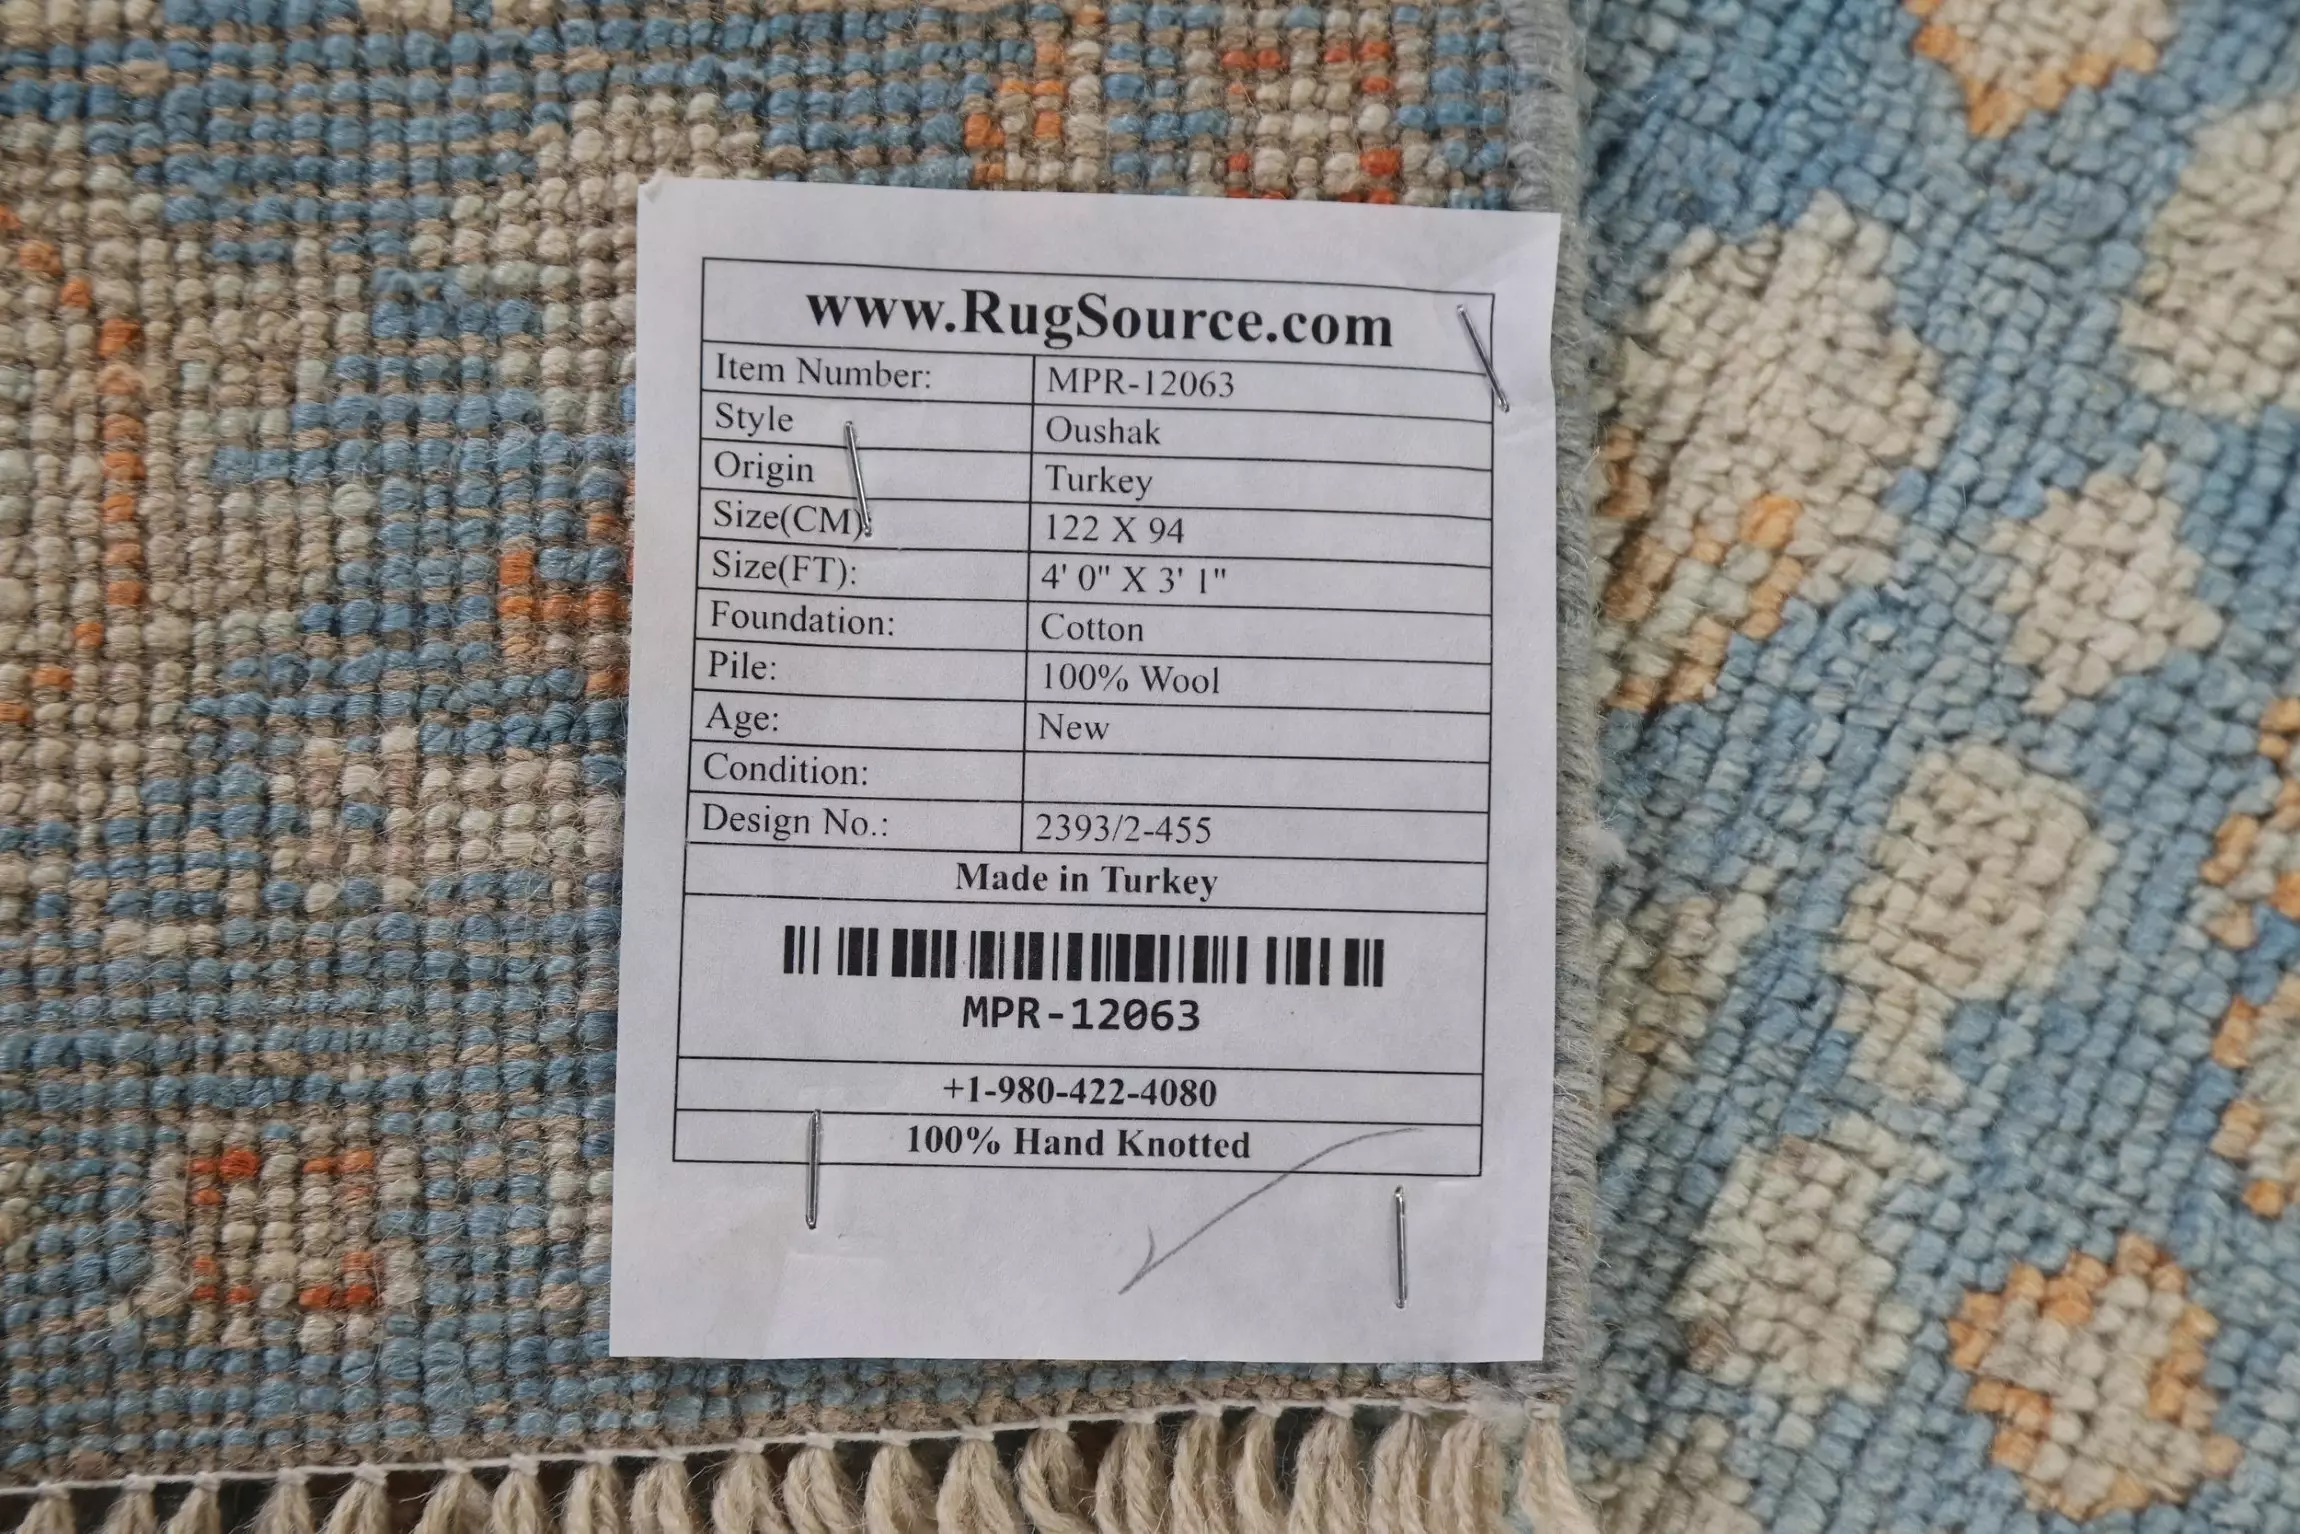 www.RugSource.com
Item Number: MPR-12063
Style Oushak
Origin Turkey
Size(CM) 122 X 94
Size(FT): 4' 0" X 3' 1"
Foundation: Cotton
Pile: 100% Wool
Age: New
Condition:
Design No.: 2393/2-455
Made in Turkey
MPR-12063
+1-980-422-4080
100% Hand Knotted